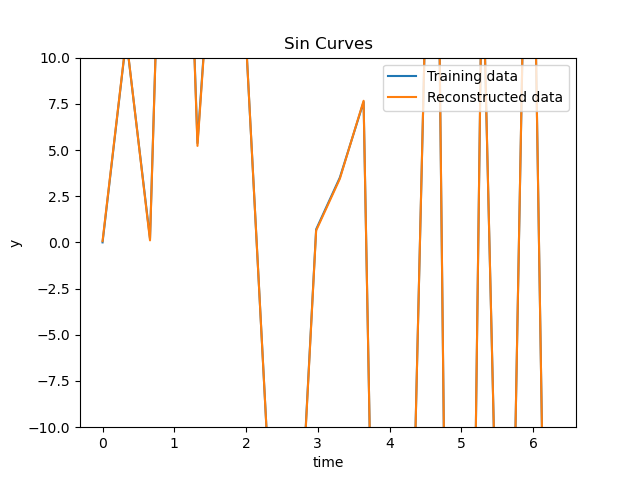 Sin Curves
Training data
Reconstructed data
10.0
7.5
5.0
2.5
0.0
−2.5
−5.0
−7.5
−10.0
y
0 1 2 3 4 5 6
time